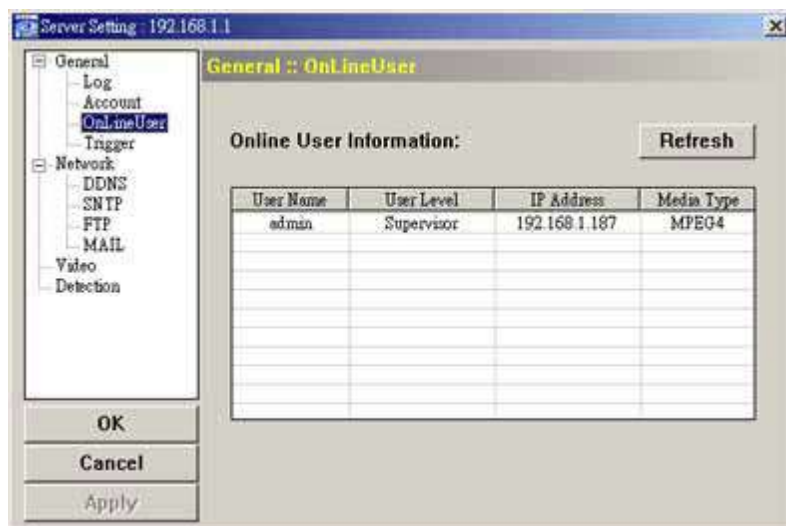 Server Setting : 192.168.1.1
General
Log
Account
OnLineUser
Trigger
Network
DDNS
SNTP
FTP
MAIL
Video
Detection
OK
Cancel
Apply
General :: OnLineUser
Online User Information:
Refresh
User Name User Level IP Address Media Type
admin Supervisor 192.168.1.187 MPEG4